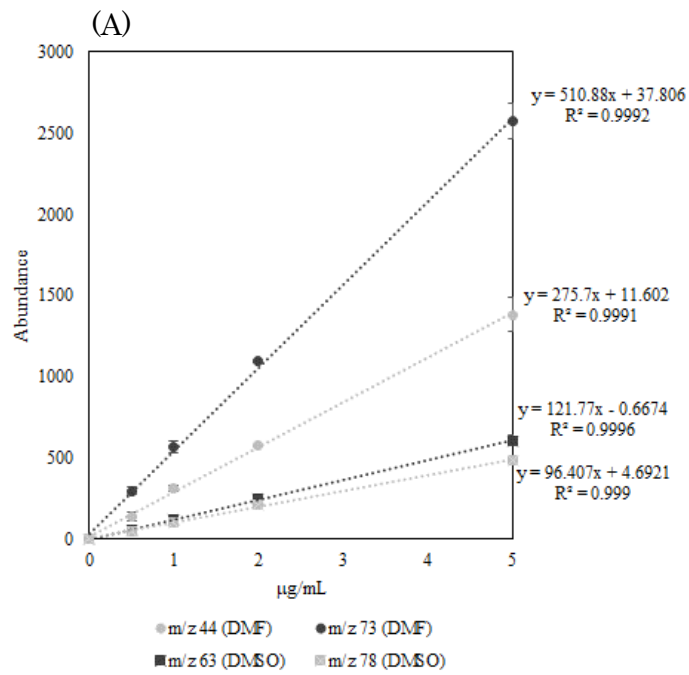 (A)
3000
2500
2000
1500
1000
500
0
Abundance
0 1 2 3 4 5
μg/mL
y = 510.88x + 37.806
R² = 0.9992
y = 275.7x + 11.602
R² = 0.9991
y = 121.77x - 0.6674
R² = 0.9996
y = 96.407x + 4.6921
R² = 0.999
m/z 44 (DMF) m/z 73 (DMF)
m/z 63 (DMSO) m/z 78 (DMSO)